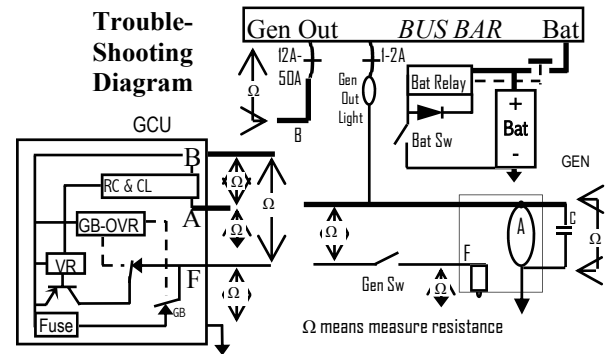 Trouble-
Shooting
Diagram
Gen Out BUS BAR Bat
12A-
50A
1-2A
Ω
Gen
Out
Light
B
Bat Relay
Bat Sw
+
Bat
-
GCU
GEN
B
RC & CL
A
GB-OVR
VR
F
Fuse
GB
Ω
Ω
Ω
Ω
Ω
Gen Sw
Ω
F
A
C
Ω
Ω means measure resistance